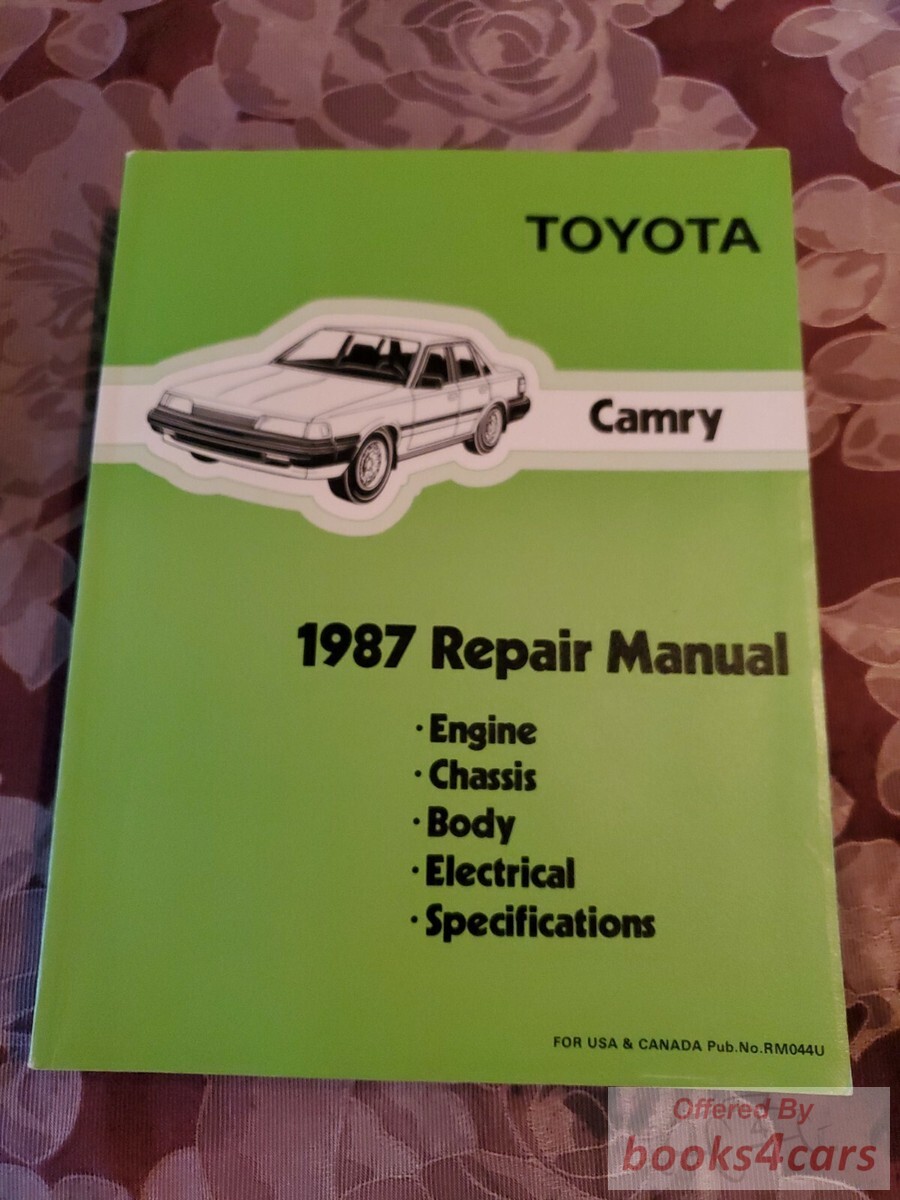 TOYOTA
Camry
1987 Repair Manual
· Engine
· Chassis
· Body
· Electrical
· Specifications
FOR USA & CANADA Pub.No.RM044U
Offered By
books4cars